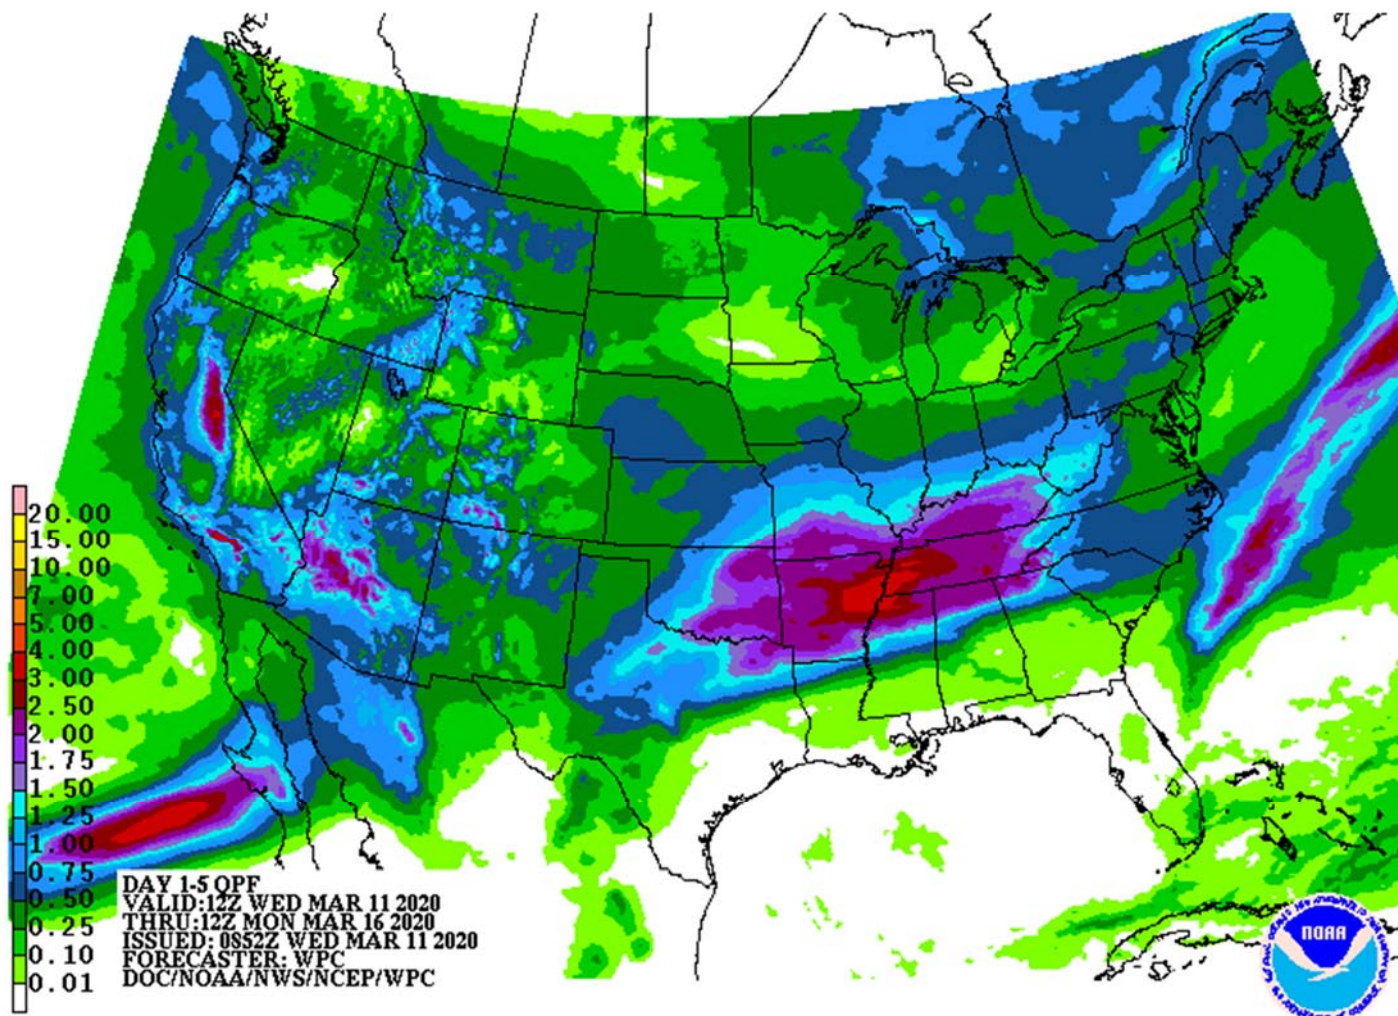 20.00
15.00
10.00
7.00
5.00
4.00
3.00
2.50
2.00
1.75
1.50
1.25
1.00
0.75
0.50
0.25
0.10
0.01
DAY 1-5 QPF
VALID:12Z WED MAR 11 2020
THRU:12Z MON MAR 16 2020
ISSUED: 0852Z WED MAR 11 2020
FORECASTER: WPC
DOC/NOAA/NWS/NCEP/WPC
NOAA